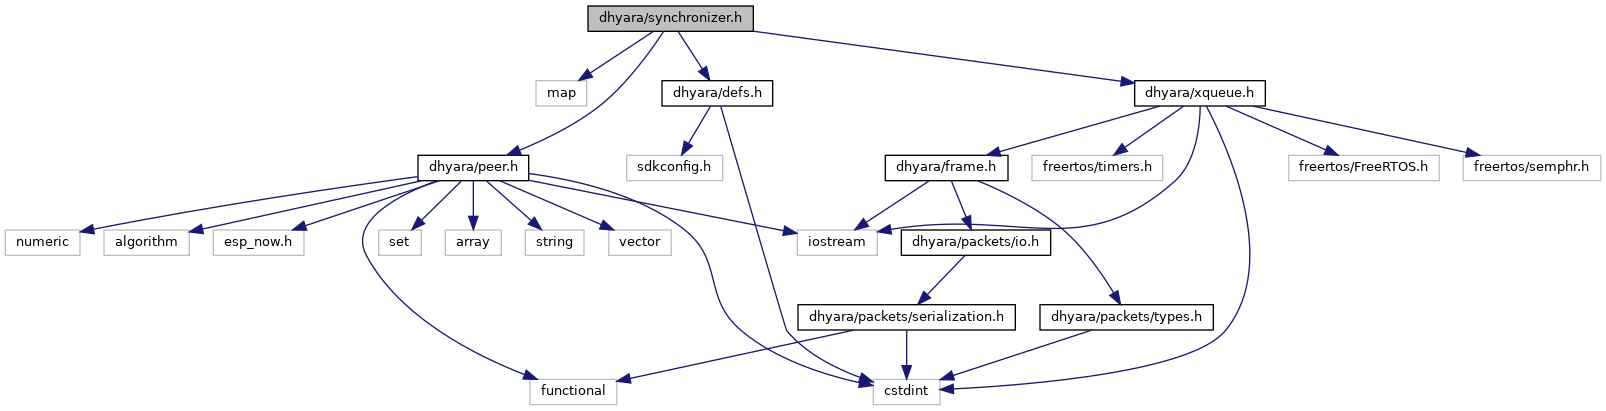 dhyara/synchronizer.h
map
dhyara/defs.h
dhyara/xqueue.h
dhyara/peer.h
sdkconfig.h
dhyara/frame.h
freertos/timers.h
freertos/FreeRTOS.h
freertos/semphr.h
numeric
algorithm
esp_now.h
set
array
string
vector
iostream
dhyara/packets/io.h
dhyara/packets/serialization.h
dhyara/packets/types.h
functional
cstdint